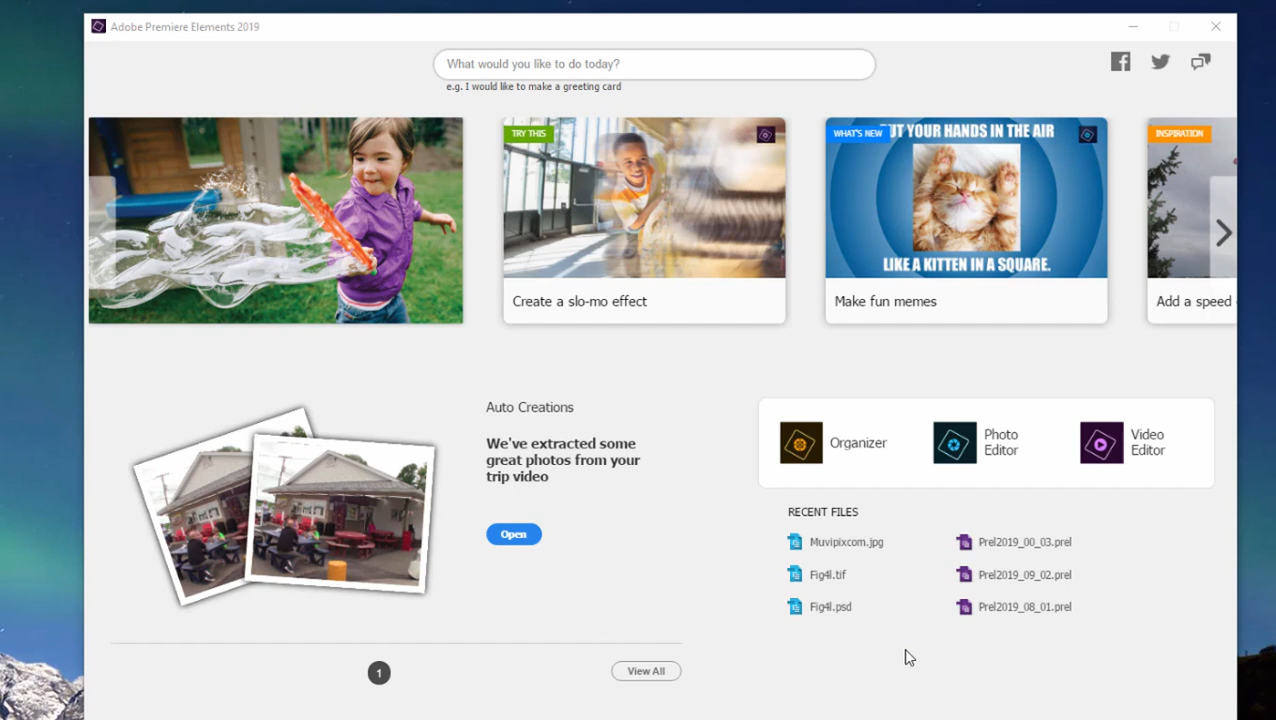 Adobe Premiere Elements 2019
What would you like to do today?
e.g. I would like to make a greeting card
TRY THIS
Create a slo-mo effect
WHAT'S NEW
UT YOUR HANDS IN THE AIR
LIKE A KITTEN IN A SQUARE.
Make fun memes
INSPIRATION
Add a speed
Auto Creations
We've extracted some
great photos from your
trip video
Open
Organizer
Photo
Editor
Video
Editor
RECENT FILES
Muvipixcom.jpg
Prel2019_00_03.prel
Fig4l.tif
Prel2019_09_02.prel
Fig4l.psd
Prel2019_08_01.prel
1
View All